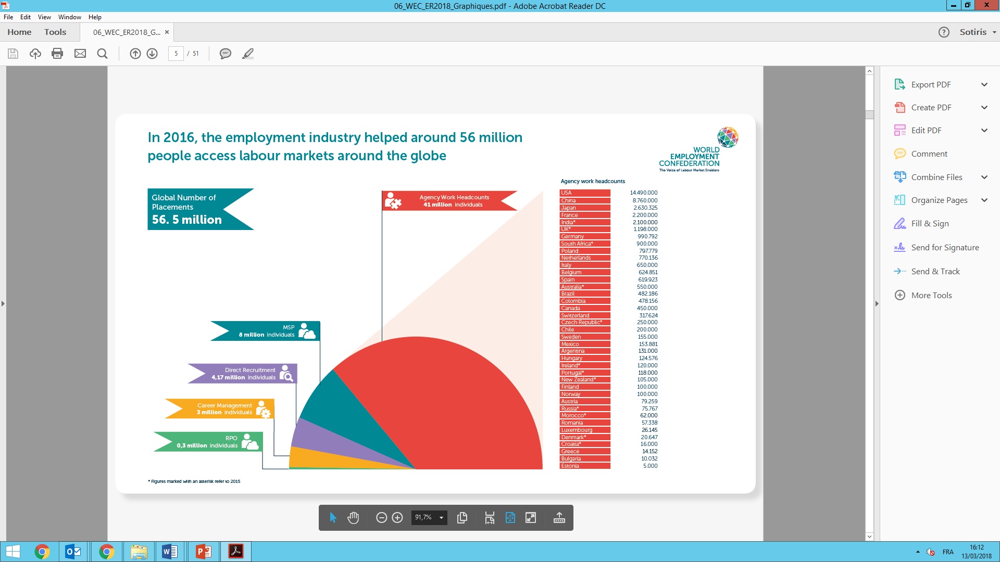 06_WEC_ER2018_Graphiques.pdf - Adobe Acrobat Reader DC
File Edit View Window Help
Home Tools 06_WEC_ER2018_G... × ? Sotiris
5 / 51
In 2016, the employment industry helped around 56 million
people access labour markets around the globe
WORLD
EMPLOYMENT
CONFEDERATION
The Voice of Labour Market Enablers
Global Number of
Placements
56. 5 million
Agency Work Headcounts
41 million individuals
MSP
8 million individuals
Direct Recruitment
4,17 million individuals
Career Management
3 million individuals
RPO
0,3 million individuals
Agency work headcounts
USA 14.490.000
China 8.760.000
Japan 2.630.325
France 2.200.000
India* 2.100.000
UK* 1.198.000
Germany 990.792
South Africa* 900.000
Poland 797.779
Netherlands 770.136
Italy 650.000
Belgium 624.851
Spain 619.923
Australia* 550.000
Brazil 482.186
Colombia 478.156
Canada 450.000
Switzerland 317.624
Czech Republic* 250.000
Chile 200.000
Sweden 155.000
Mexico 153.881
Argentina 131.000
Hungary 124.576
Ireland* 120.000
Portugal* 118.000
New Zealand* 105.000
Finland 100.000
Norway 100.000
Austria 79.259
Russia* 75.767
Morocco* 62.000
Romania 57.338
Luxembourg 26.145
Denmark* 20.647
Croatia* 16.000
Greece 14.152
Bulgaria 10.032
Estonia 5.000
* Figures marked with an asterisk refer to 2015
Export PDF
Create PDF
Edit PDF
Comment
Combine Files
Organize Pages
Fill & Sign
Send for Signature
Send & Track
More Tools
91,7%
FRA
16:12
13/03/2018